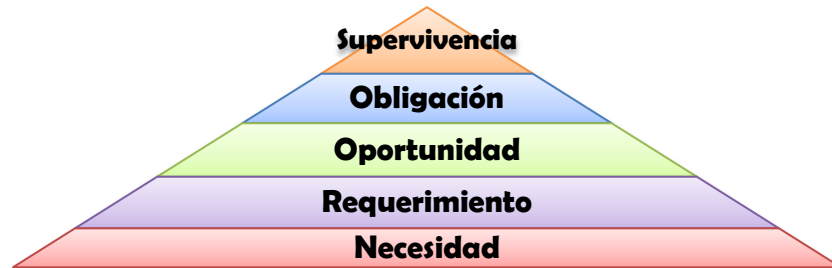 Supervivencia
Obligación
Oportunidad
Requerimiento
Necesidad